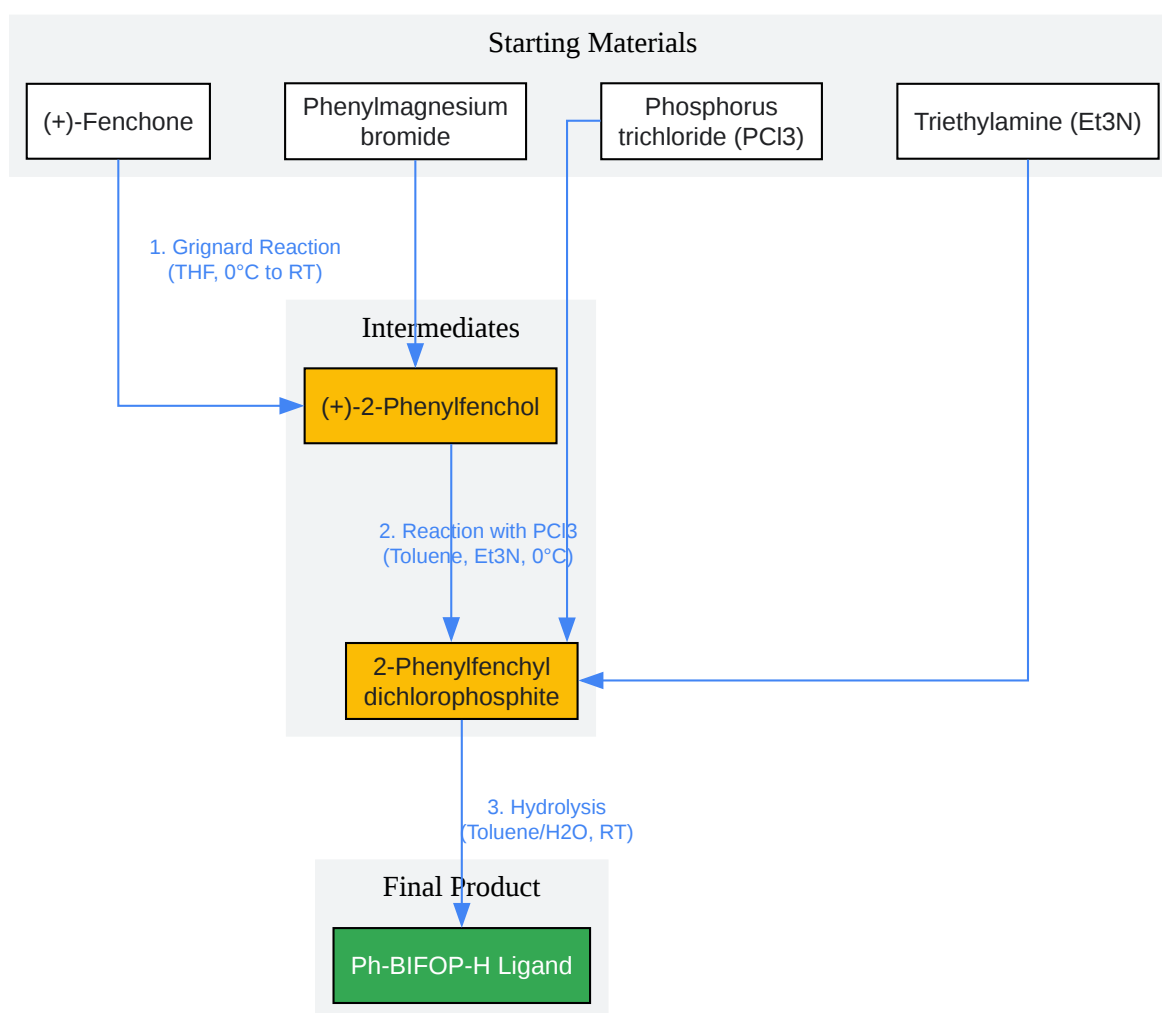 Starting Materials
(+)-Fenchone
Phenylmagnesium
bromide
Phosphorus
trichloride (PCl3)
Triethylamine (Et3N)
1. Grignard Reaction
(THF, 0°C to RT)
Intermediates
(+)-2-Phenylfenchol
2. Reaction with PCl3
(Toluene, Et3N, 0°C)
2-Phenylfenchyl
dichlorophosphite
3. Hydrolysis
(Toluene/H2O, RT)
Final Product
Ph-BIFOP-H Ligand